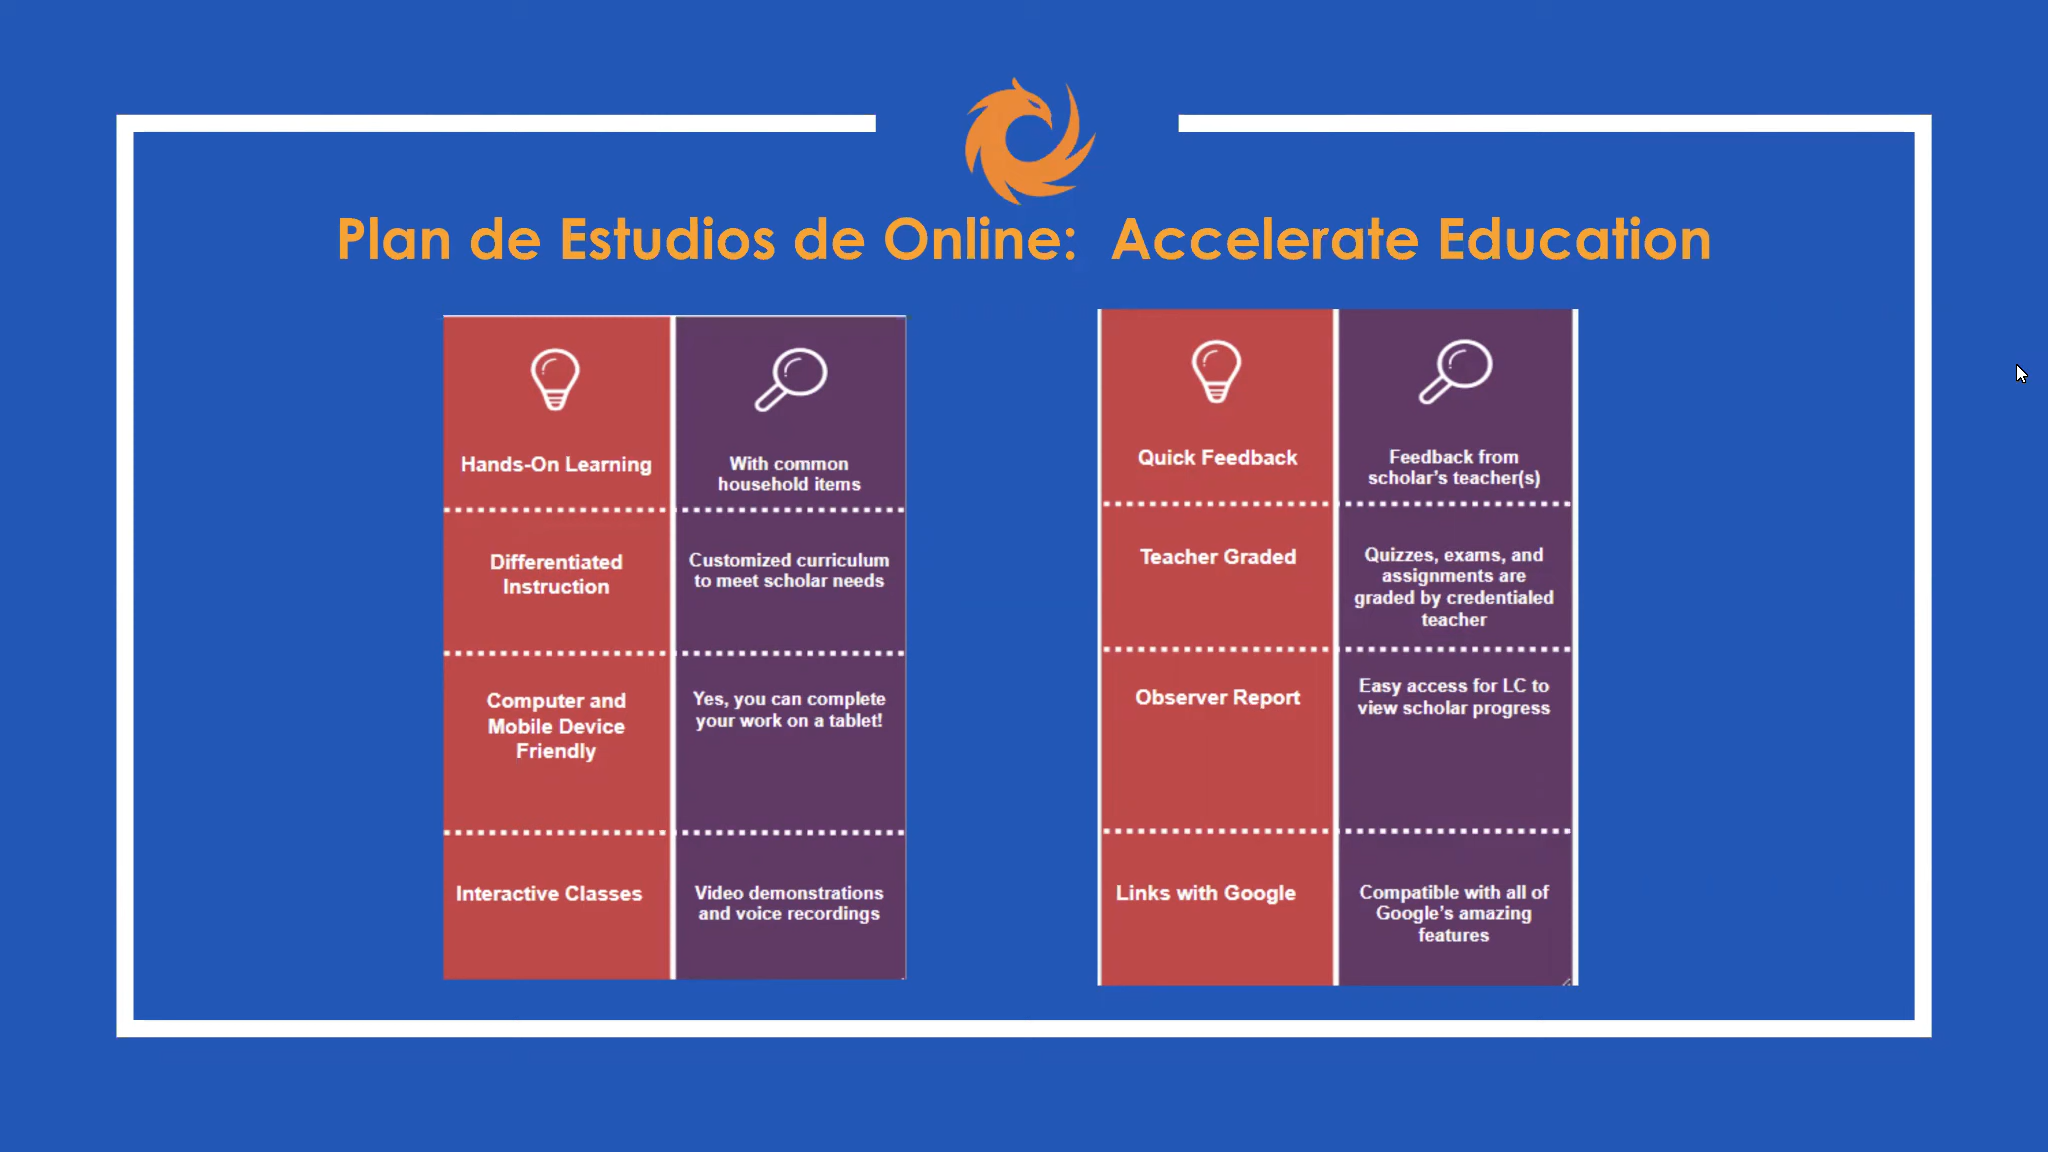 Plan de Estudios de Online: Accelerate Education
Hands-On Learning
With common
household items
Differentiated
Instruction
Customized curriculum
to meet scholar needs
Computer and
Mobile Device
Friendly
Yes, you can complete
your work on a tablet!
Interactive Classes
Video demonstrations
and voice recordings
Quick Feedback
Feedback from
scholar's teacher(s)
Teacher Graded
Quizzes, exams, and
assignments are
graded by credentialed
teacher
Observer Report
Easy access for LC to
view scholar progress
Links with Google
Compatible with all of
Google's amazing
features